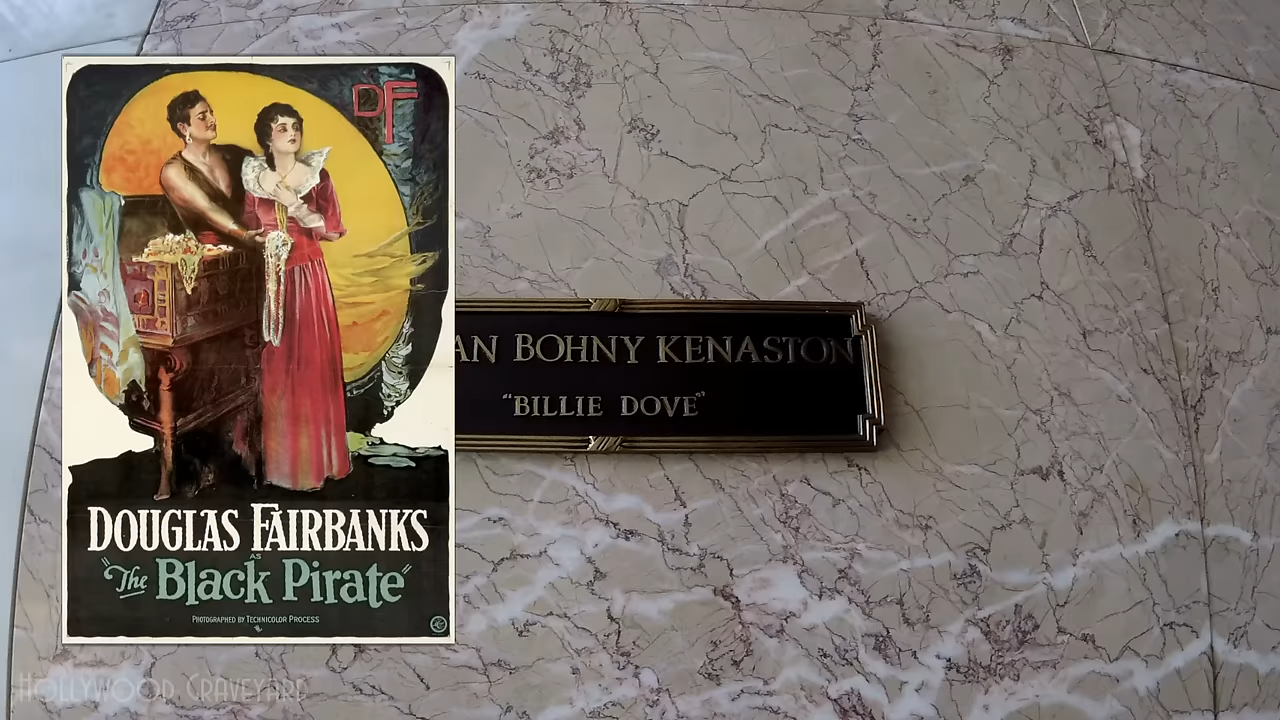 DF
DOUGLAS FAIRBANKS
AS
"The Black Pirate"
PHOTOGRAPHED BY TECHNICOLOR PROCESS
AN BOHNY KENASTON
"BILLIE DOVE"
HOLLYWOOD GRAVEYARD